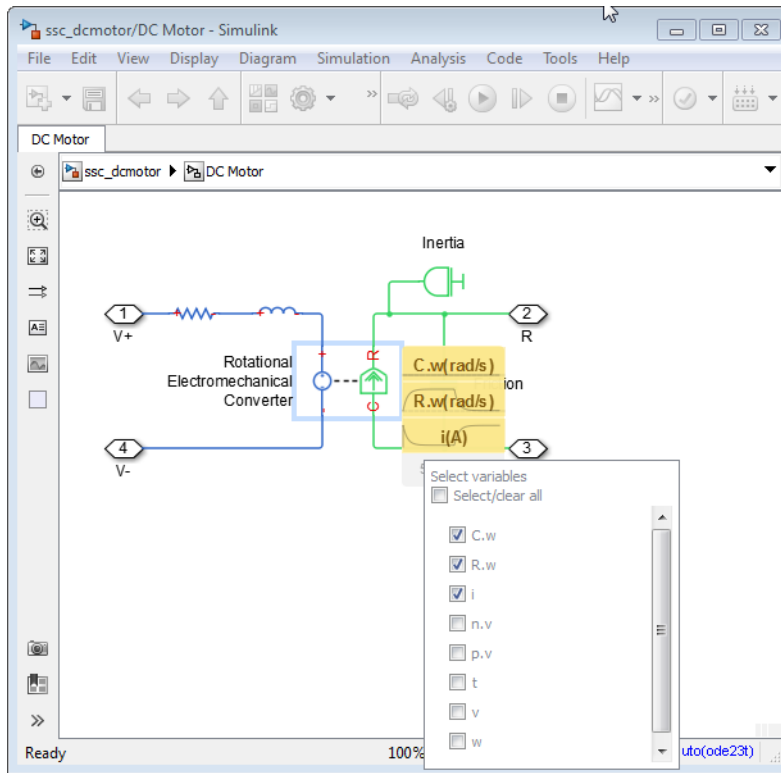 ssc_dcmotor/DC Motor - Simulink
File Edit View Display Diagram Simulation Analysis Code Tools Help
DC Motor
ssc_dcmotor DC Motor
Inertia
1
V+
2
R
Rotational
Electromechanical
Converter
+
-
R
C
C.w(rad/s)
R.w(rad/s)
i(A)
ion
4
V-
3
Select variables
Select/clear all
C.w
R.w
i
n.v
p.v
t
v
w
Ready 100% uto(ode23t)